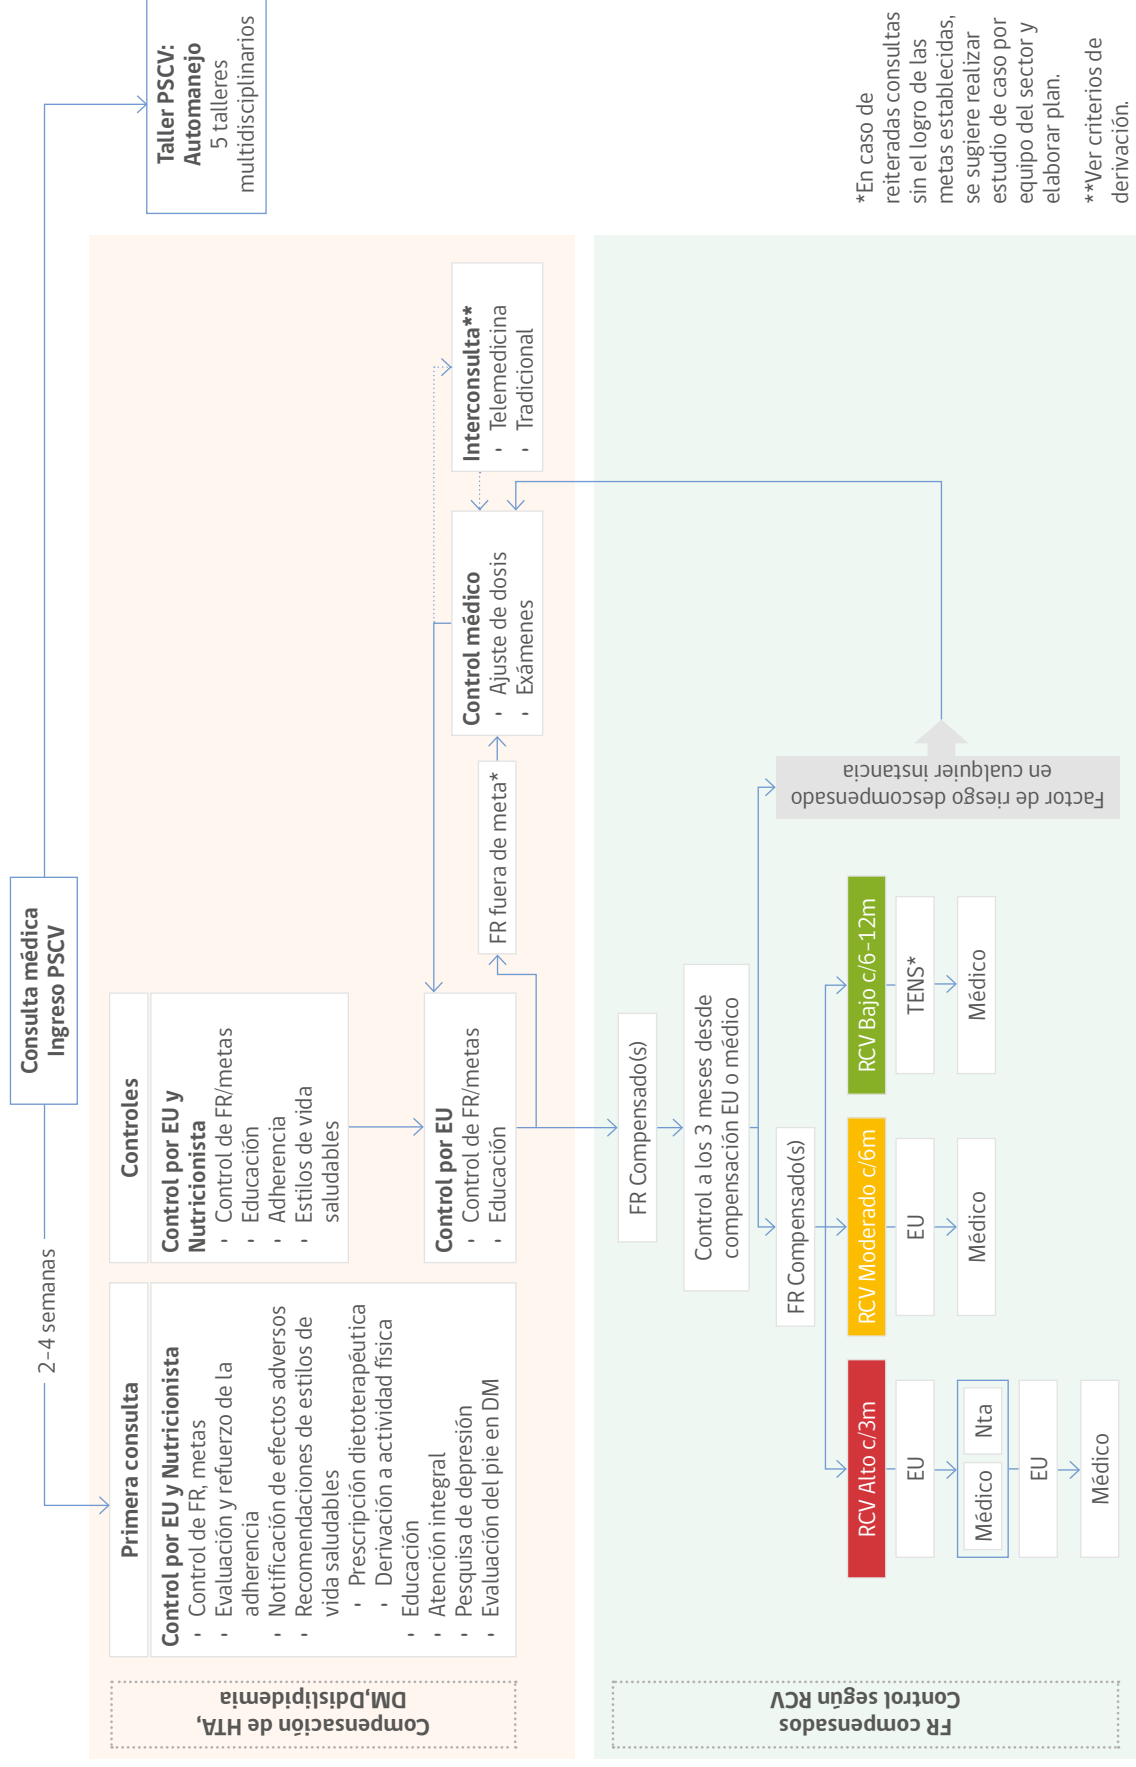 Consulta médica
Ingreso PSCV
2-4 semanas
Taller PSCV:
Automanejo
5 talleres
multidisciplinarios
Compensación de HTA,
DM,Ddislipidemia
Primera consulta
Control por EU y Nutricionista
Control de FR, metas
Evaluación y refuerzo de la
adherencia
Notificación de efectos adversos
Recomendaciones de estilos de
vida saludables
Prescripción dietoterapéutica
Derivación a actividad física
Educación
Atención integral
Pesquisa de depresión
Evaluación del pie en DM
Controles
Control por EU y
Nutricionista
Control de FR/metas
Educación
Adherencia
Estilos de vida
saludables
Control por EU
Control de FR/metas
Educación
FR fuera de meta*
Control médico
Ajuste de dosis
Exámenes
Interconsulta**
Telemedicina
Tradicional
FR compensados
Control según RCV
FR Compensado(s)
Control a los 3 meses desde
compensación EU o médico
FR Compensado(s)
Factor de riesgo descompensado
en cualquier instancia
RCV Alto c/3m
EU
Médico
Nta
EU
Médico
RCV Moderado c/6m
EU
Médico
RCV Bajo c/6-12m
TENS*
Médico
*En caso de
reiteradas consultas
sin el logro de las
metas establecidas,
se sugiere realizar
estudio de caso por
equipo del sector y
elaborar plan.
**Ver criterios de
derivación.